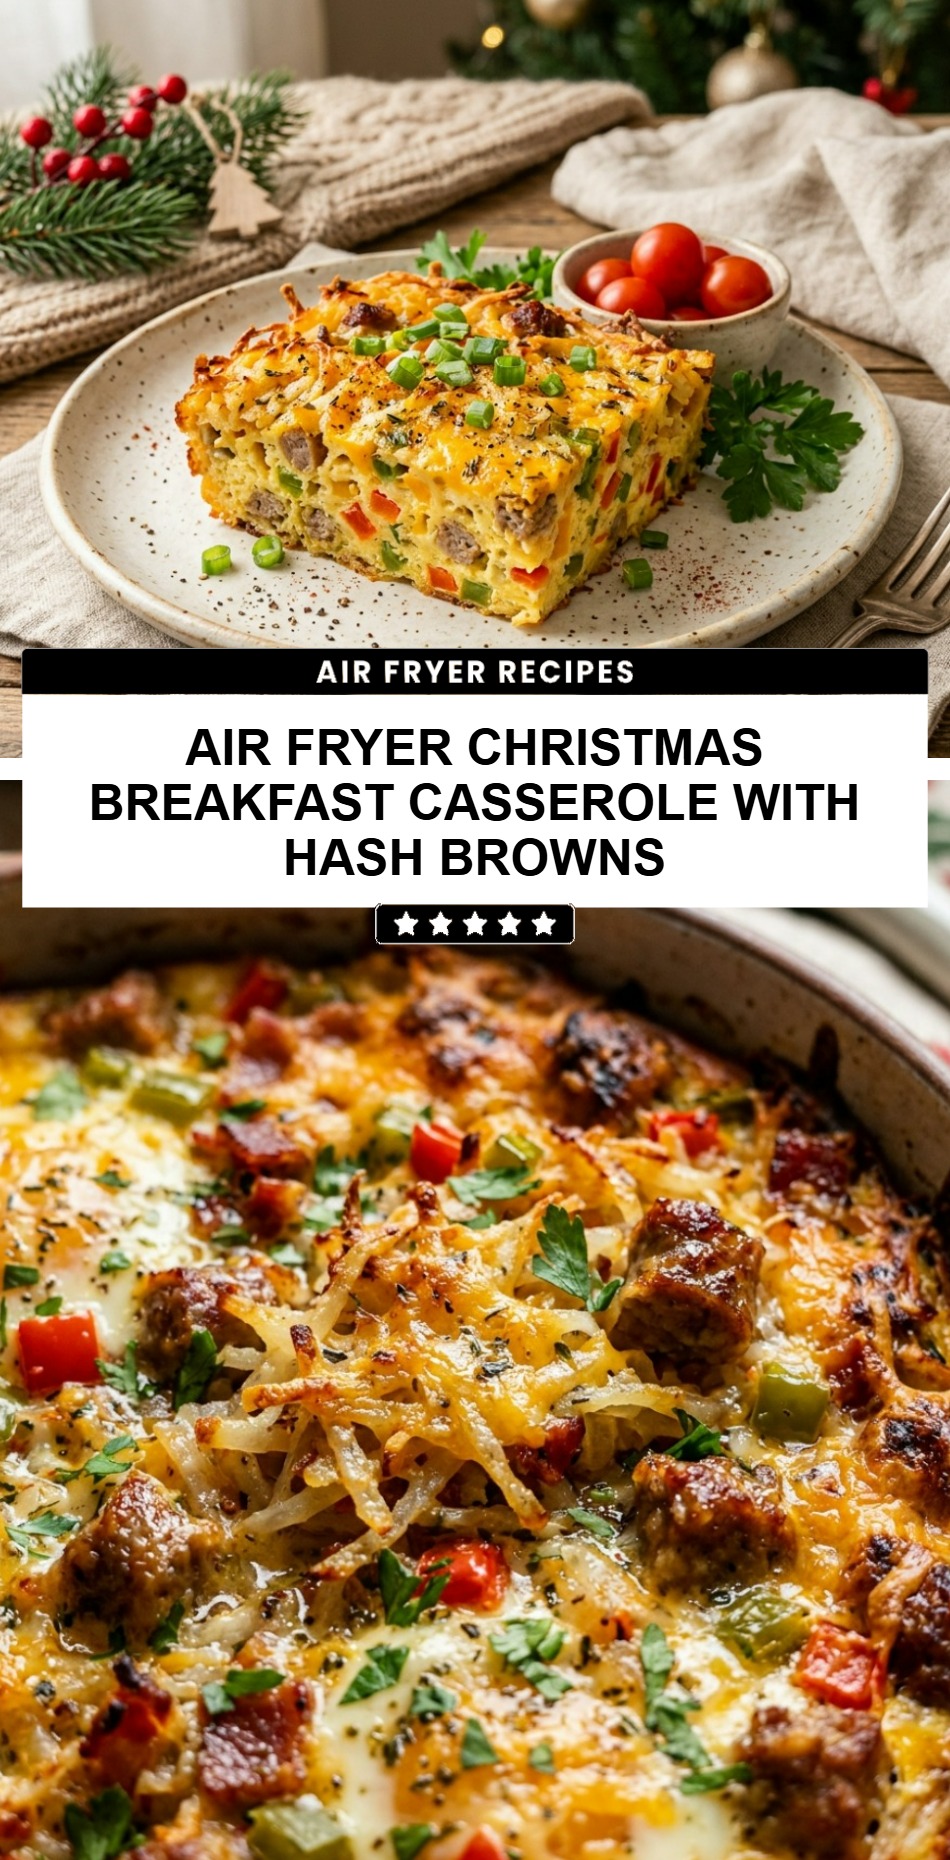 AIR FRYER RECIPES
AIR FRYER CHRISTMAS
BREAKFAST CASSEROLE WITH
HASH BROWNS